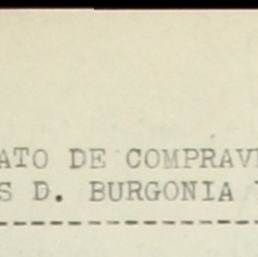 ATO DE COMPRAV
S D. BURGONIA
--------------------